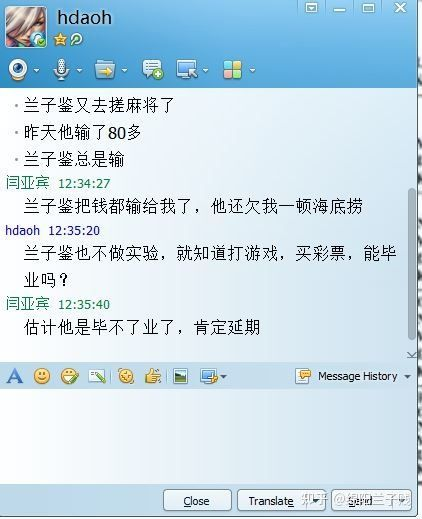 hdaoh
兰子鉴又去搓麻将了
昨天他输了80多
兰子鉴总是输
闫亚宾 12:34:27
兰子鉴把钱都输给我了，他还欠我一顿海底捞
hdaoh 12:35:20
兰子鉴也不做实验，就知道打游戏，买彩票，能毕
业吗？
闫亚宾 12:35:40
估计他是毕不了业了，肯定延期
Message History
Close Translate Send
知乎 @绵阳兰子贱